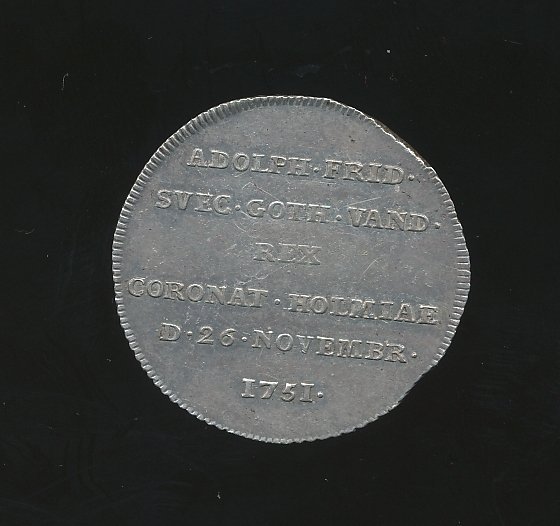 ADOLPH·FRID·
SVEC·GOTH·VAND·
REX
CORONAT·HOLMIAE
D·26·NOVEMBR·
1751·